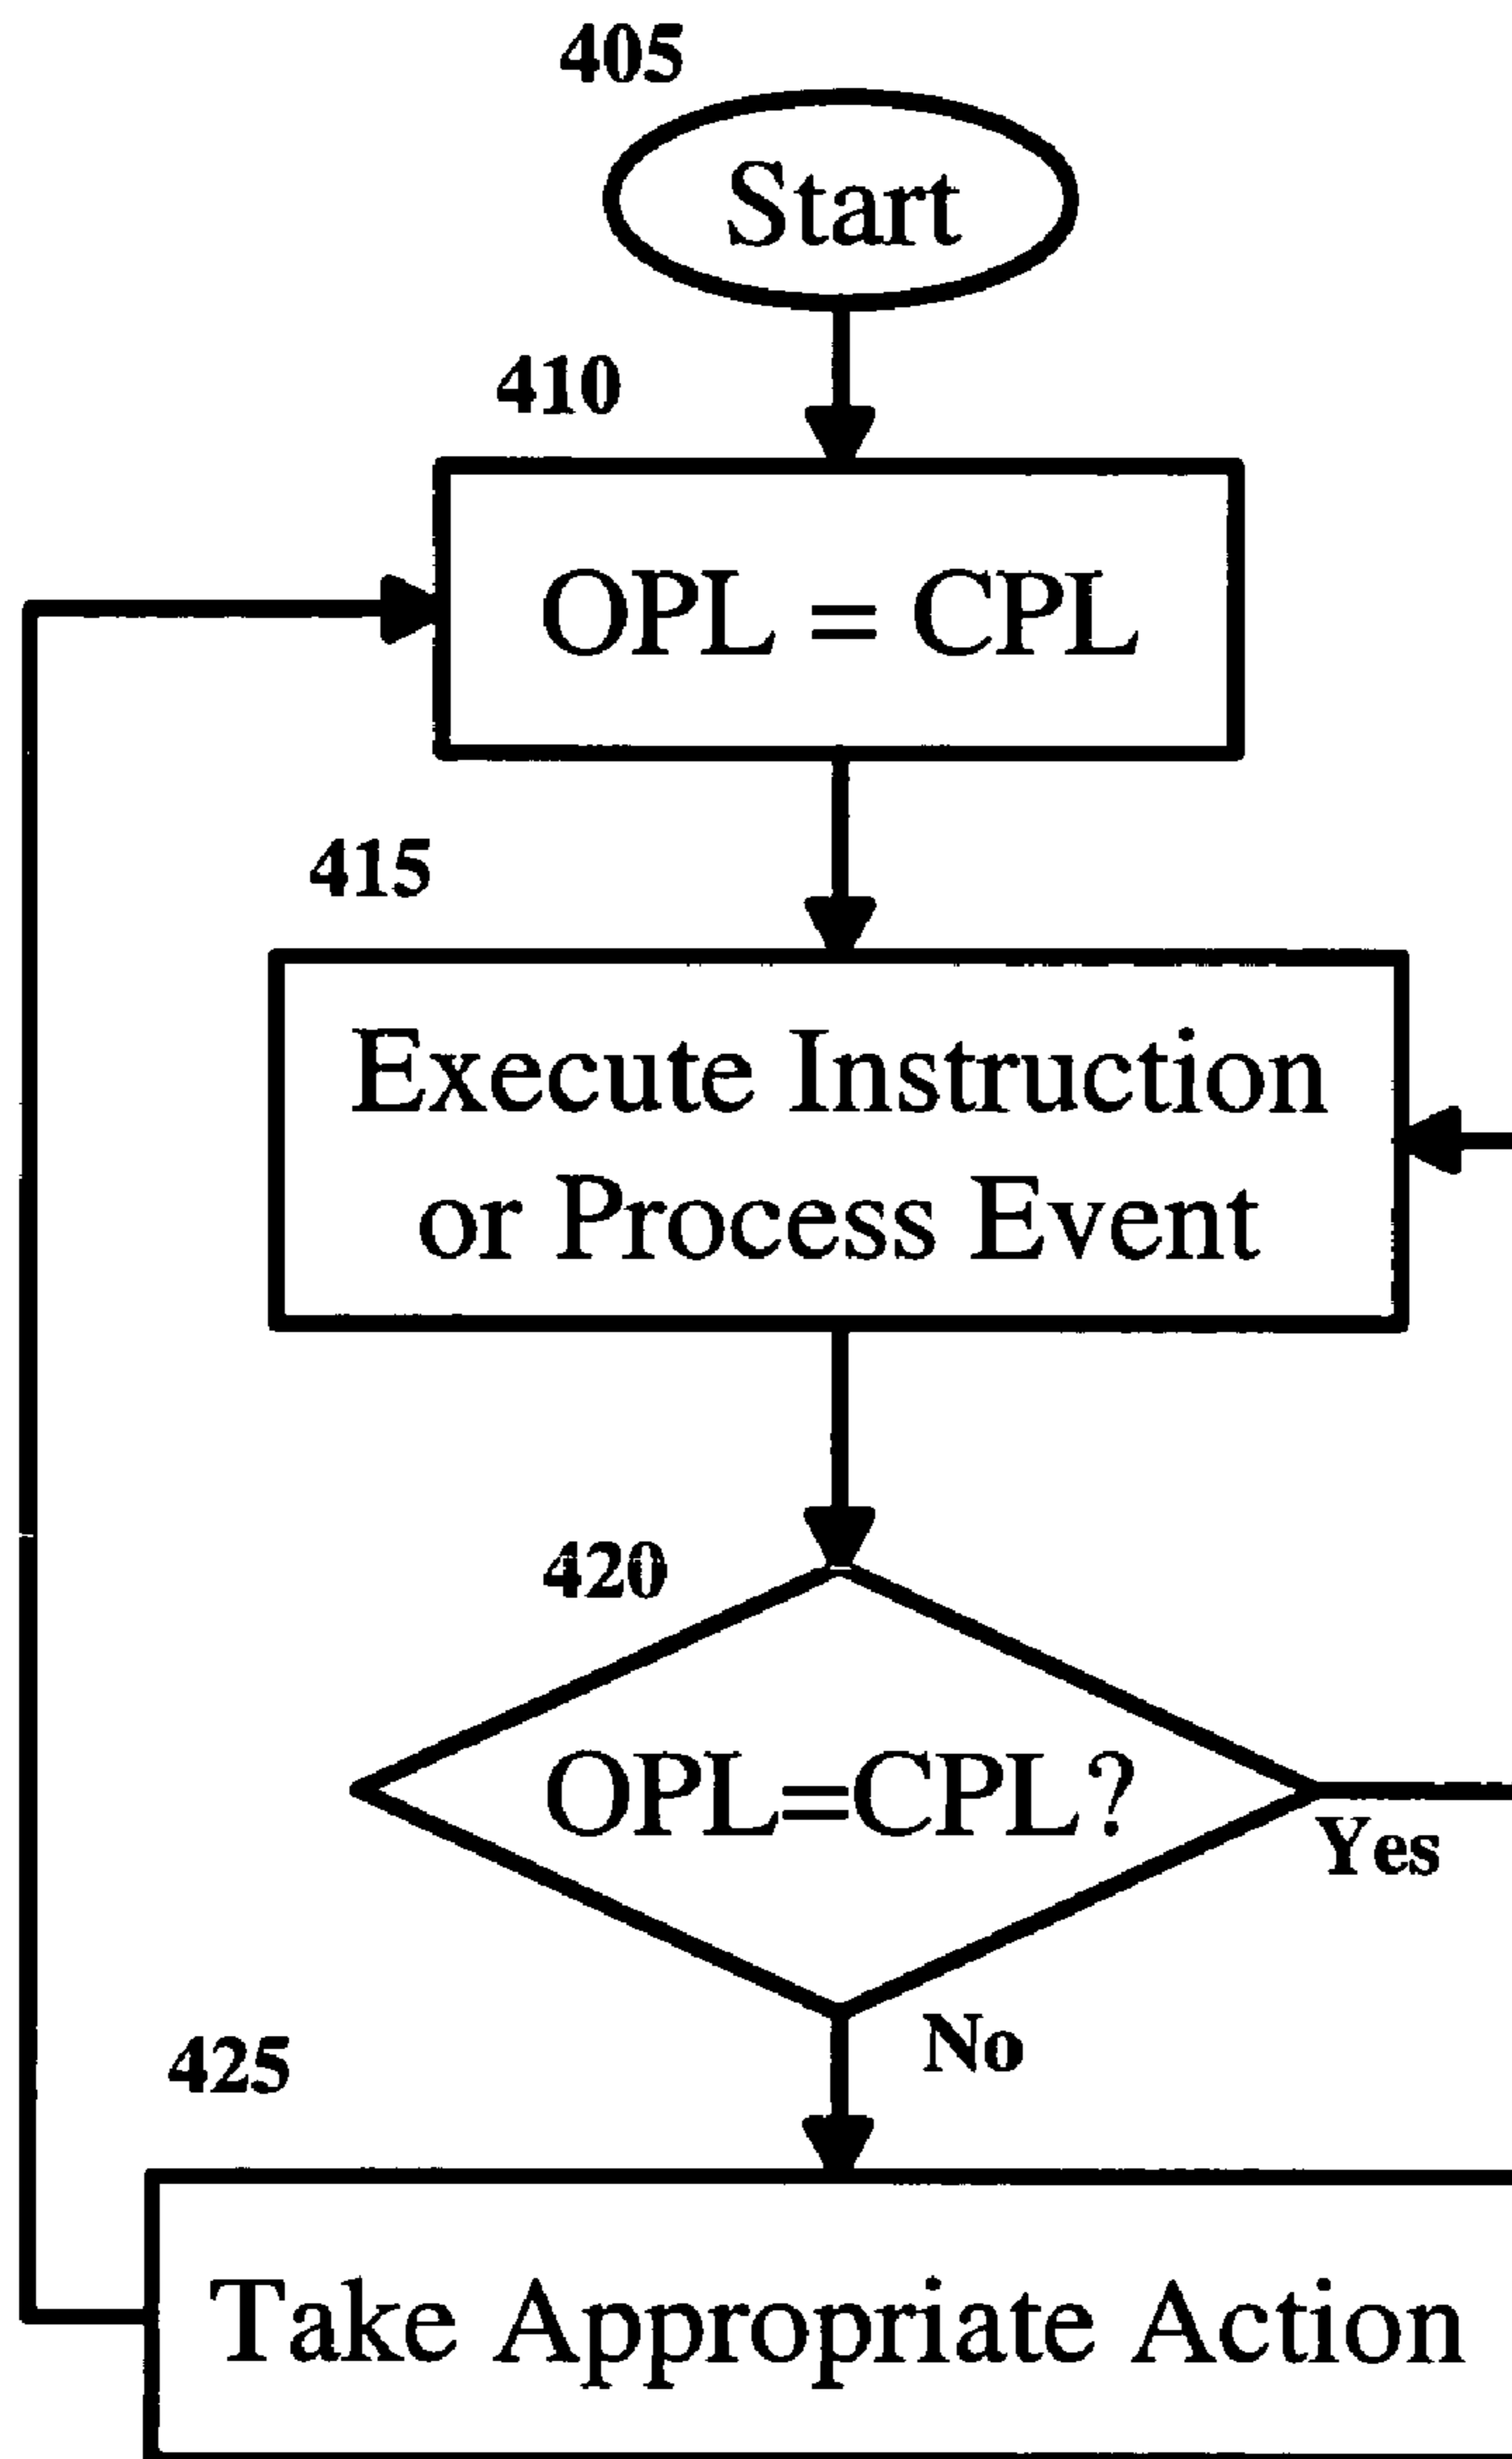 405
Start
410
OPL = CPL
415
Execute Instruction
or Process Event
420
OPL=CPL?
Yes
No
425
Take Appropriate Action